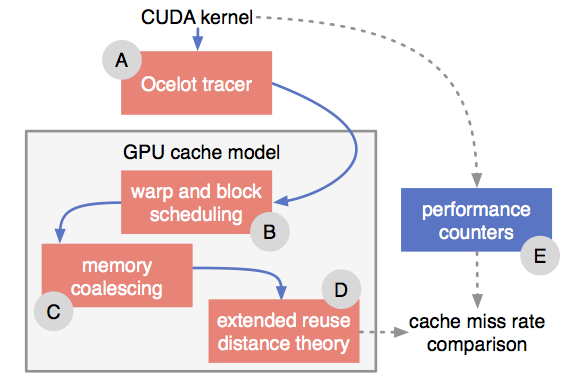 CUDA kernel
A
Ocelot tracer
GPU cache model
warp and block
scheduling
B
memory
coalescing
C
D
extended reuse
distance theory
performance
counters
E
cache miss rate
comparison